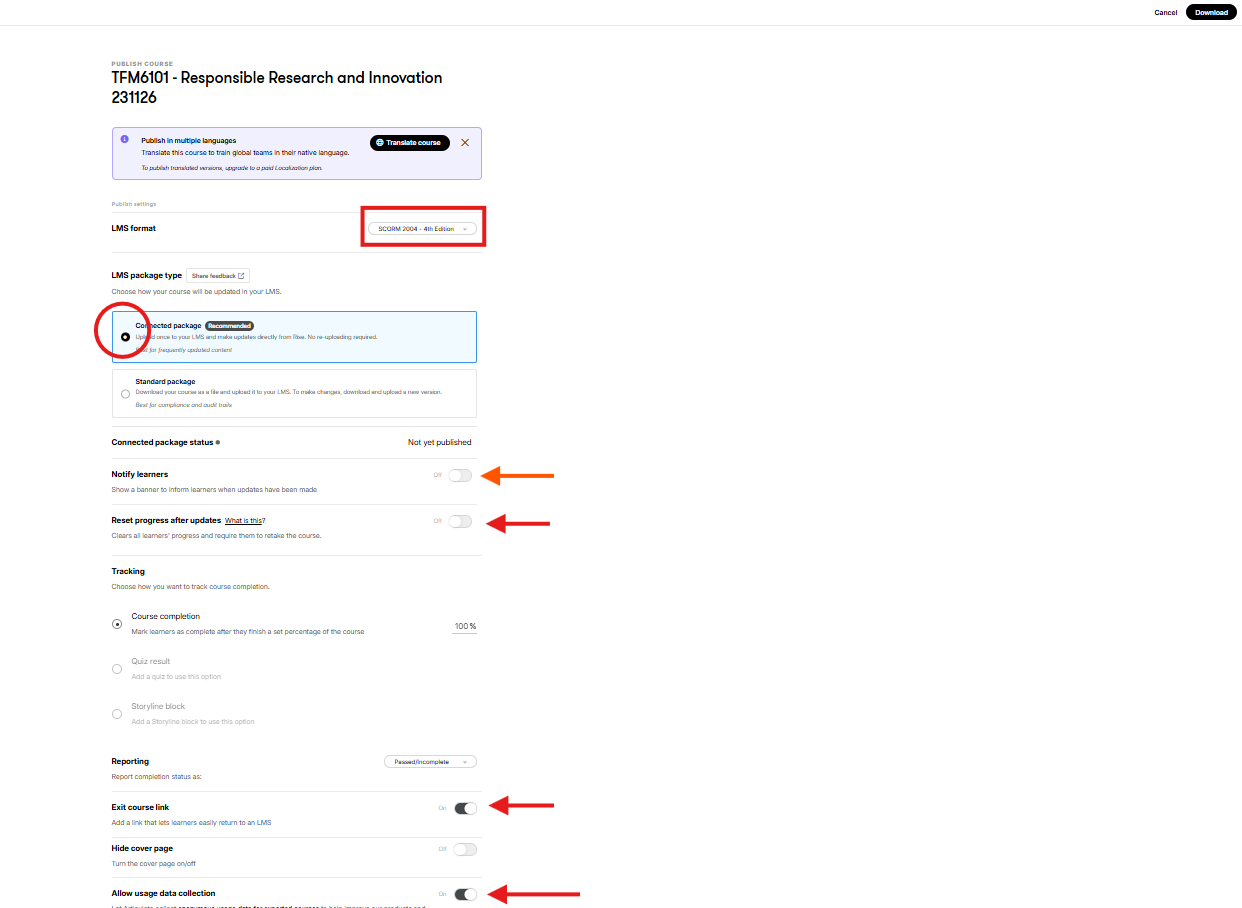 Cancel
Download
PUBLISH COURSE
TFM6101 - Responsible Research and Innovation
231126
Publish in multiple languages
Translate this course to train global teams in their native language.
To publish translated versions, upgrade to a paid Localization plan.
Translate course
Publish settings
LMS format
SCORM 2004 - 4th Edition
LMS package type
Share feedback
Choose how your course will be updated in your LMS.
Connected package
Recommended
Upload once to your LMS and make updates directly from Rise. No re-uploading required.
for frequently updated content
Standard package
Download your course as a file and upload it to your LMS. To make changes, download and upload a new version.
Best for compliance and audit trails
Connected package status
Not yet published
Notify learners
Off
Show a banner to inform learners when updates have been made
Reset progress after updates What is this?
Off
Clears all learners' progress and require them to retake the course.
Tracking
Choose how you want to track course completion.
Course completion
Mark learners as complete after they finish a set percentage of the course
100 %
Quiz result
Add a quiz to use this option
Storyline block
Add a Storyline block to use this option
Reporting
Passed/Incomplete
Report completion status as:
Exit course link
On
Add a link that lets learners easily return to an LMS
Hide cover page
Off
Turn the cover page on/off
Allow usage data collection
On